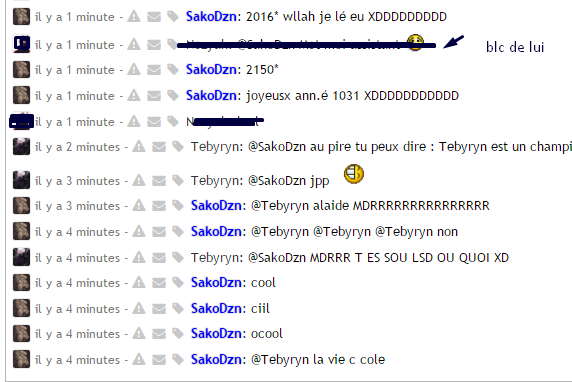 il y a 1 minute - SakoDzn: 2016* wllah je lé eu XDDDDDDDDD
il y a 1 minute -
blc de lui
il y a 1 minute - SakoDzn: 2150*
il y a 1 minute - SakoDzn: joyeusx ann.é 1031 XDDDDDDDDDDD
il y a 1 minute - N
il y a 2 minutes - Tebyryn: @SakoDzn au pire tu peux dire : Tebyryn est un champi
il y a 3 minutes - Tebyryn: @SakoDzn jpp
il y a 3 minutes - SakoDzn: @Tebyryn alaide MDRRRRRRRRRRRRRRRR
il y a 4 minutes - SakoDzn: @Tebyryn @Tebyryn @Tebyryn non
il y a 4 minutes - Tebyryn: @SakoDzn MDRRR T ES SOU LSD OU QUOI XD
il y a 4 minutes - SakoDzn: cool
il y a 4 minutes - SakoDzn: ciil
il y a 4 minutes - SakoDzn: ocool
il y a 4 minutes - SakoDzn: @Tebyryn la vie c cole